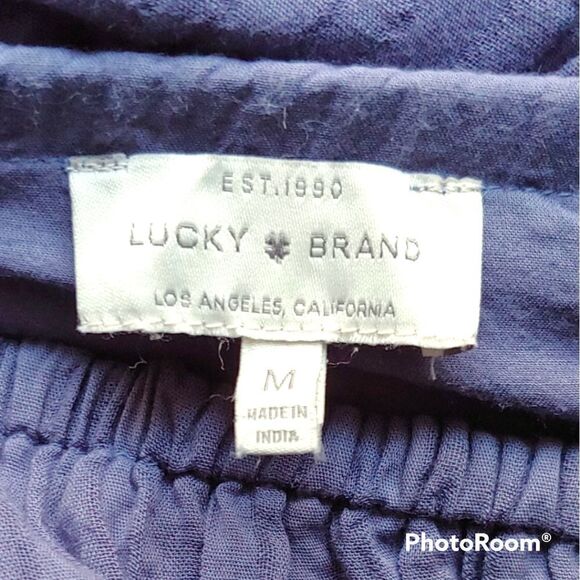 EST.1990
LUCKY BRAND
LOS ANGELES, CALIFORNIA
M
MADE IN
INDIA
PhotoRoom®